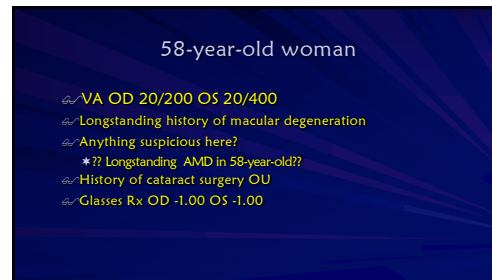 58-year-old woman
VA OD 20/200 OS 20/400
Longstanding history of macular degeneration
Anything suspicious here?
?? Longstanding AMD in 58-year-old??
History of cataract surgery OU
Glasses Rx OD -1.00 OS -1.00